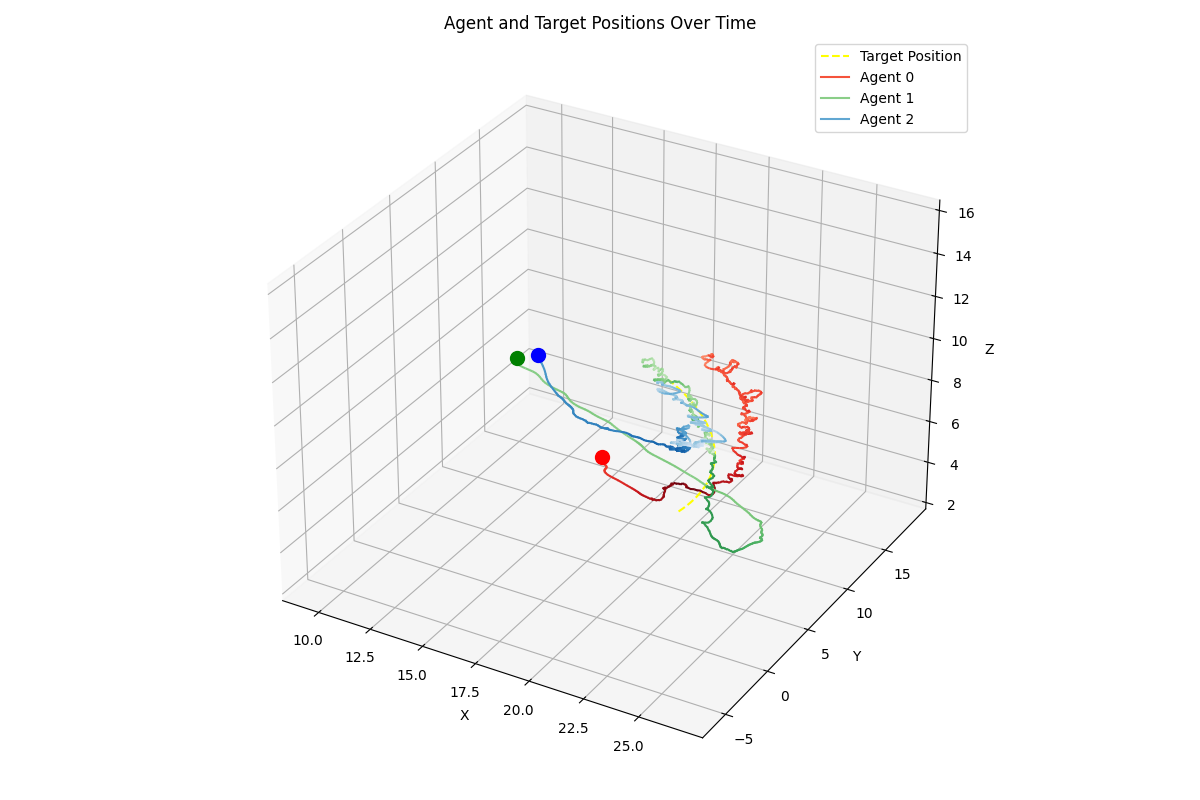 Agent and Target Positions Over Time
Target Position
Agent 0
Agent 1
Agent 2
16
14
12
10
8
6
4
2
Z
15
10
5
0
−5
Y
10.0
12.5
15.0
17.5
20.0
22.5
25.0
X